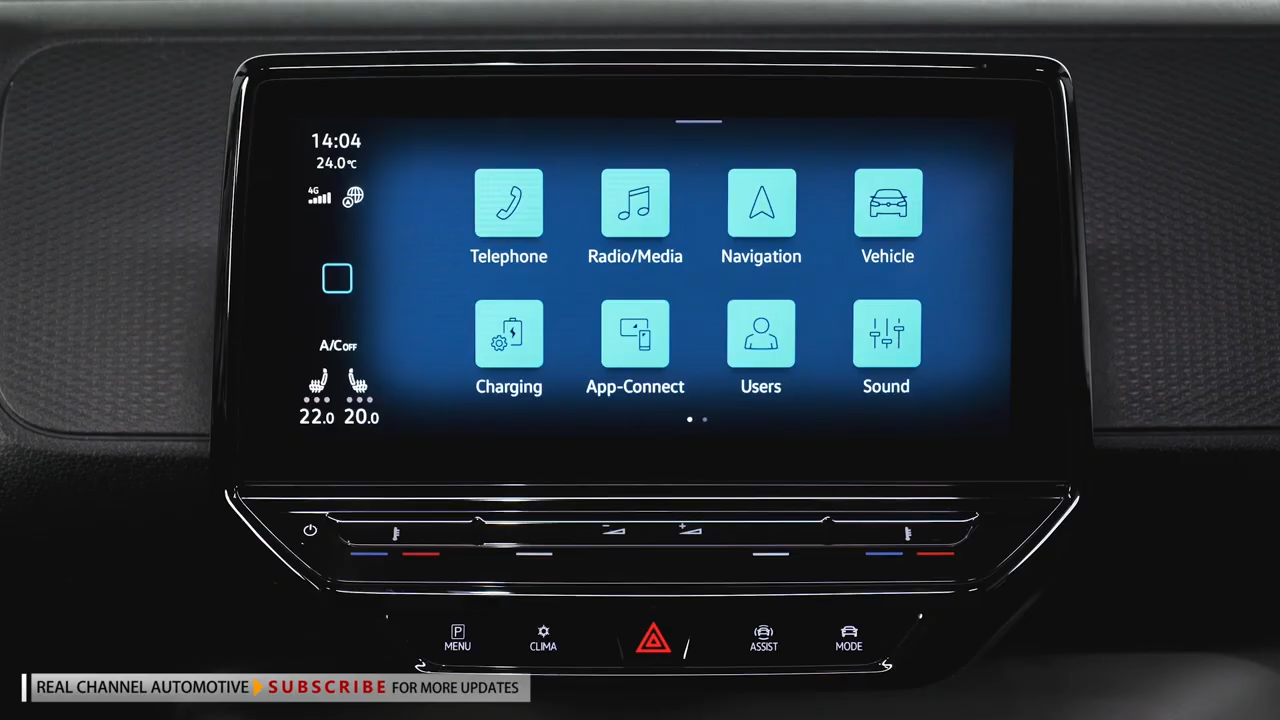 14:04
24.0°C
4G
A/C OFF
22.0 20.0
Telephone Radio/Media Navigation Vehicle
Charging App-Connect Users Sound
P
MENU CLIMA ASSIST MODE
REAL CHANNEL AUTOMOTIVE SUBSCRIBE FOR MORE UPDATES